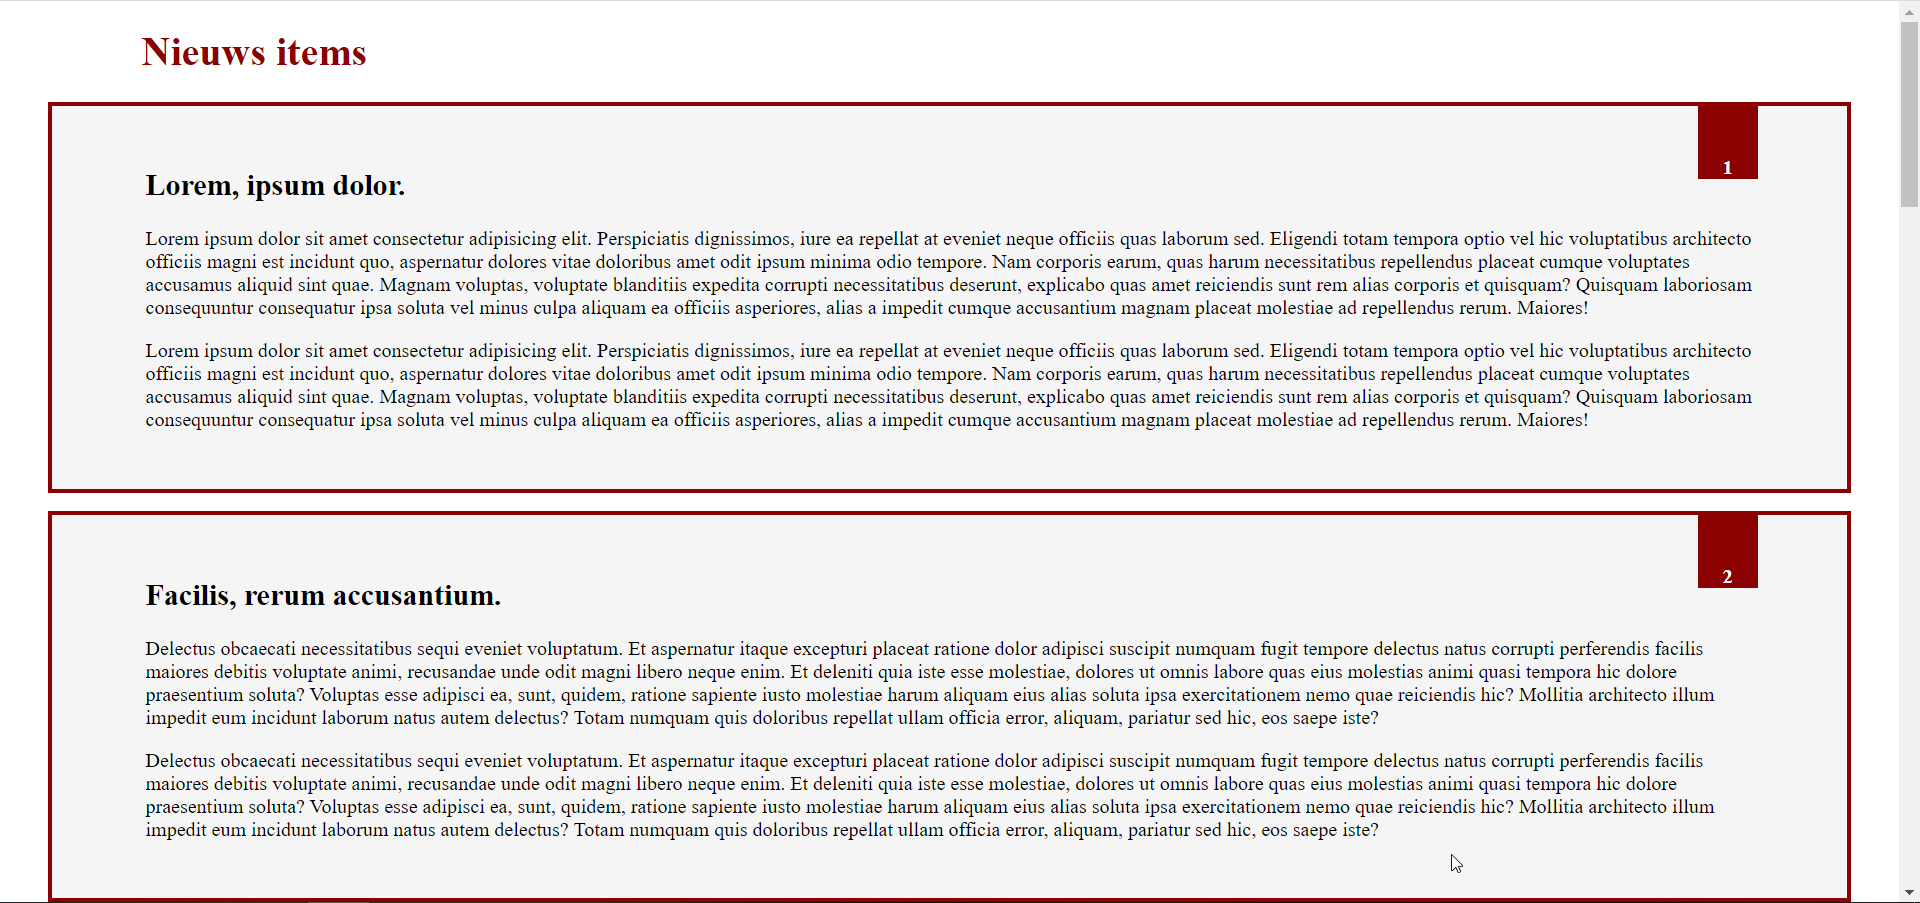 Nieuws items
1
Lorem, ipsum dolor.
Lorem ipsum dolor sit amet consectetur adipisicing elit. Perspiciatis dignissimos, iure ea repellat at eveniet neque officiis quas laborum sed. Eligendi totam tempora optio vel hic voluptatibus architecto
officiis magni est incidunt quo, aspernatur dolores vitae doloribus amet odit ipsum minima odio tempore. Nam corporis earum, quas harum necessitatibus repellendus placeat cumque voluptates
accusamus aliquid sint quae. Magnam voluptas, voluptate blanditiis expedita corrupti necessitatibus deserunt, explicabo quas amet reiciendis sunt rem alias corporis et quisquam? Quisquam laboriosam
consequuntur consequatur ipsa soluta vel minus culpa aliquam ea officiis asperiores, alias a impedit cumque accusantium magnam placeat molestiae ad repellendus rerum. Maiores!
Lorem ipsum dolor sit amet consectetur adipisicing elit. Perspiciatis dignissimos, iure ea repellat at eveniet neque officiis quas laborum sed. Eligendi totam tempora optio vel hic voluptatibus architecto
officiis magni est incidunt quo, aspernatur dolores vitae doloribus amet odit ipsum minima odio tempore. Nam corporis earum, quas harum necessitatibus repellendus placeat cumque voluptates
accusamus aliquid sint quae. Magnam voluptas, voluptate blanditiis expedita corrupti necessitatibus deserunt, explicabo quas amet reiciendis sunt rem alias corporis et quisquam? Quisquam laboriosam
consequuntur consequatur ipsa soluta vel minus culpa aliquam ea officiis asperiores, alias a impedit cumque accusantium magnam placeat molestiae ad repellendus rerum. Maiores!
2
Facilis, rerum accusantium.
Delectus obcaecati necessitatibus sequi eveniet voluptatum. Et aspernatur itaque excepturi placeat ratione dolor adipisci suscipit numquam fugit tempore delectus natus corrupti perferendis facilis
maiores debitis voluptate animi, recusandae unde odit magni libero neque enim. Et deleniti quia iste esse molestiae, dolores ut omnis labore quas eius molestias animi quasi tempora hic dolore
praesentium soluta? Voluptas esse adipisci ea, sunt, quidem, ratione sapiente iusto molestiae harum aliquam eius alias soluta ipsa exercitationem nemo quae reiciendis hic? Mollitia architecto illum
impedit eum incidunt laborum natus autem delectus? Totam numquam quis doloribus repellat ullam officia error, aliquam, pariatur sed hic, eos saepe iste?
Delectus obcaecati necessitatibus sequi eveniet voluptatum. Et aspernatur itaque excepturi placeat ratione dolor adipisci suscipit numquam fugit tempore delectus natus corrupti perferendis facilis
maiores debitis voluptate animi, recusandae unde odit magni libero neque enim. Et deleniti quia iste esse molestiae, dolores ut omnis labore quas eius molestias animi quasi tempora hic dolore
praesentium soluta? Voluptas esse adipisci ea, sunt, quidem, ratione sapiente iusto molestiae harum aliquam eius alias soluta ipsa exercitationem nemo quae reiciendis hic? Mollitia architecto illum
impedit eum incidunt laborum natus autem delectus? Totam numquam quis doloribus repellat ullam officia error, aliquam, pariatur sed hic, eos saepe iste?